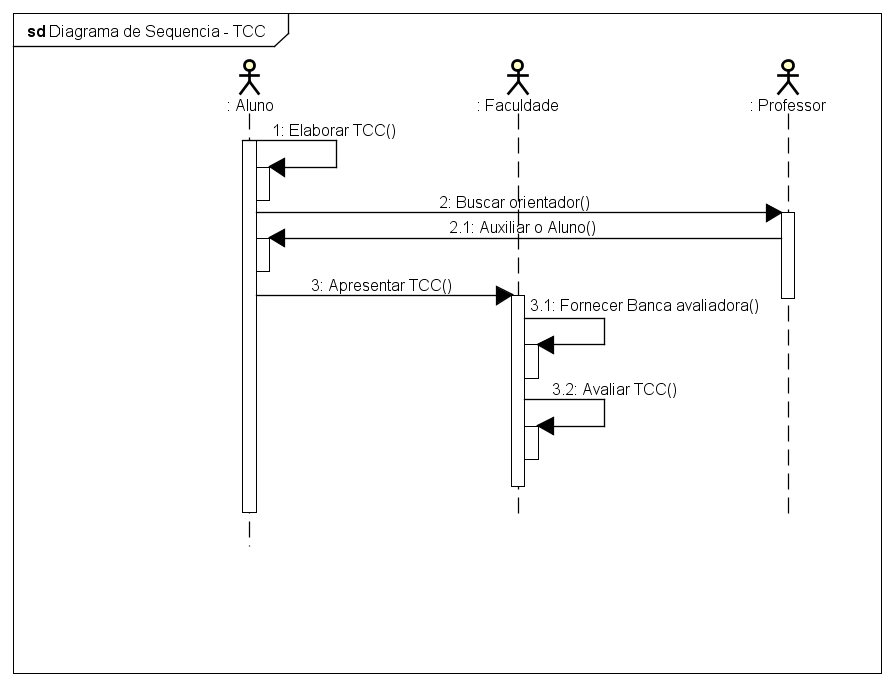 sd Diagrama de Sequencia - TCC
: Aluno
: Faculdade
: Professor
1: Elaborar TCC()
2: Buscar orientador()
2.1: Auxiliar o Aluno()
3: Apresentar TCC()
3.1: Fornecer Banca avaliadora()
3.2: Avaliar TCC()